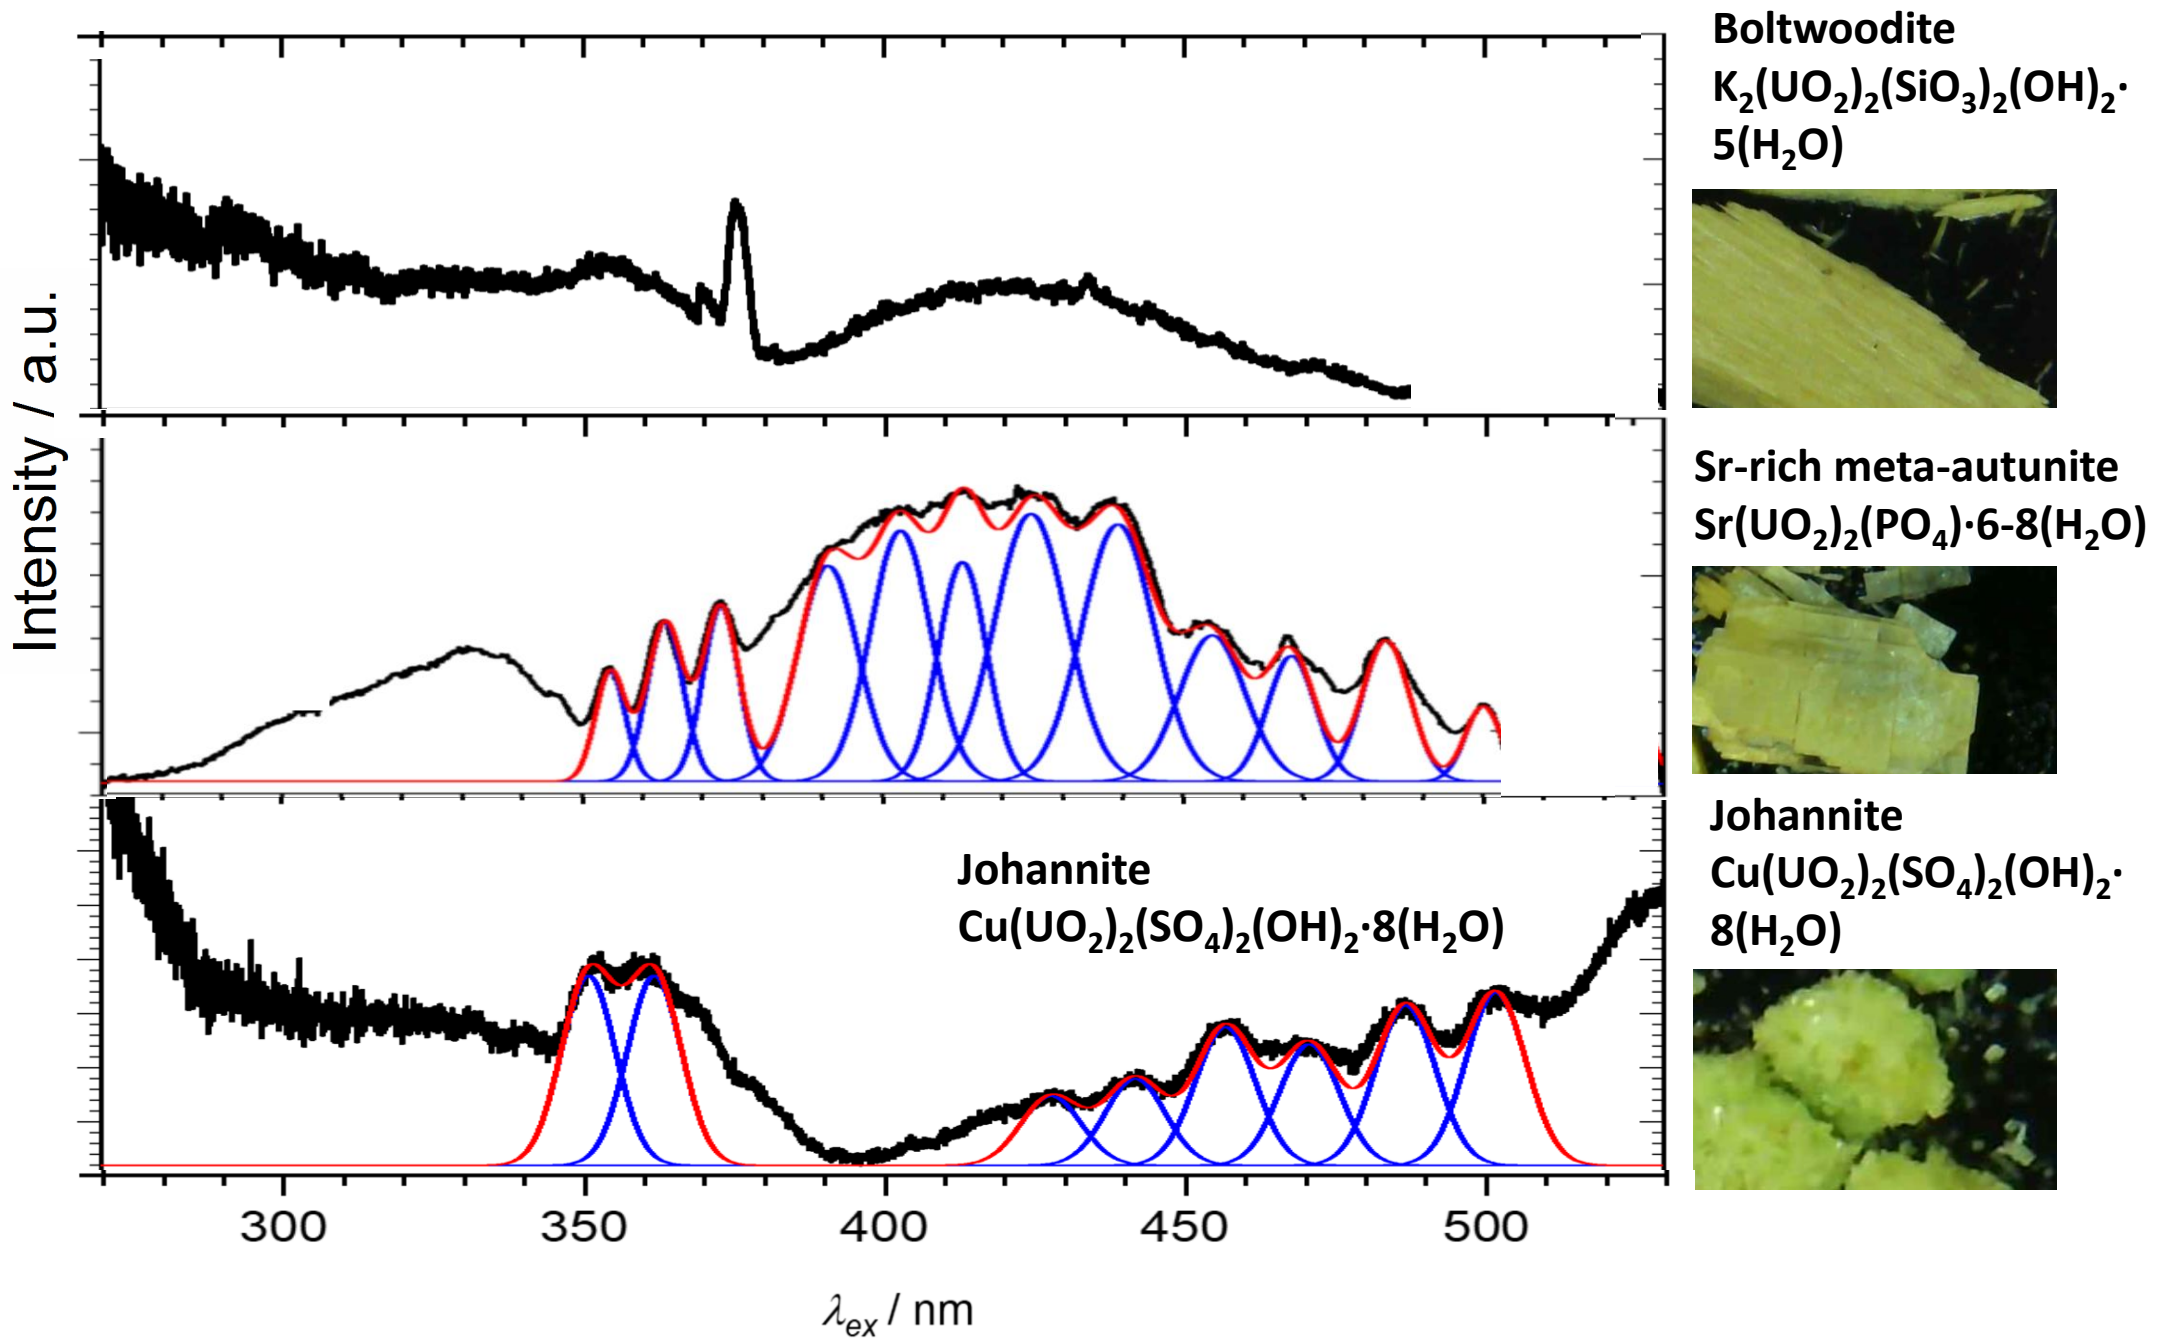 Boltwoodite
K₂(UO₂)₂(SiO₃)₂(OH)₂·
5(H₂O)
Intensity / a.u.
Sr-rich meta-autunite
Sr(UO₂)₂(PO₄)·6-8(H₂O)
Johannite
Cu(UO₂)₂(SO₄)₂(OH)₂·
8(H₂O)
Johannite
Cu(UO₂)₂(SO₄)₂(OH)₂·8(H₂O)
300 350 400 450 500
λex / nm